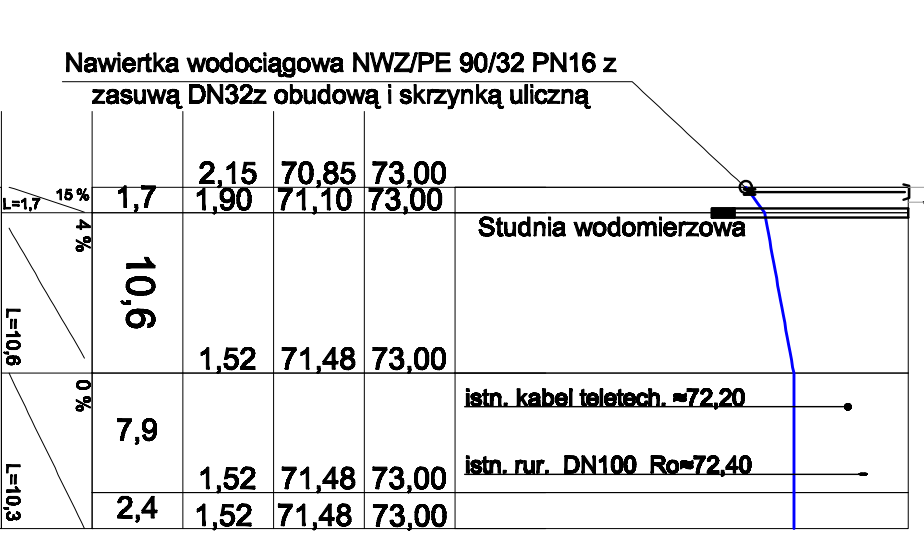 Nawiertka wodociągowa NWZ/PE 90/32 PN16 z
zasuwą DN32z obudową i skrzynką uliczną
2,15 70,85 73,00
L=1,7 15 % 1,7 1,90 71,10 73,00
Studnia wodomierzowa
4 %
10,6
L=10,6
1,52 71,48 73,00
0 %
istn. kabel teletech. ≈72,20
7,9
istn. rur. DN100 Ro≈72,40
1,52 71,48 73,00
L=10,3
2,4 1,52 71,48 73,00